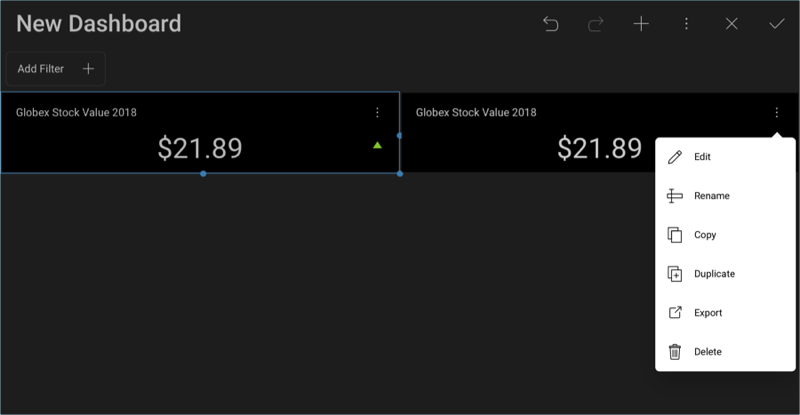 New Dashboard
Add Filter
Globex Stock Value 2018
$21.89
Globex Stock Value 2018
$21.89
Edit
Rename
Copy
Duplicate
Export
Delete